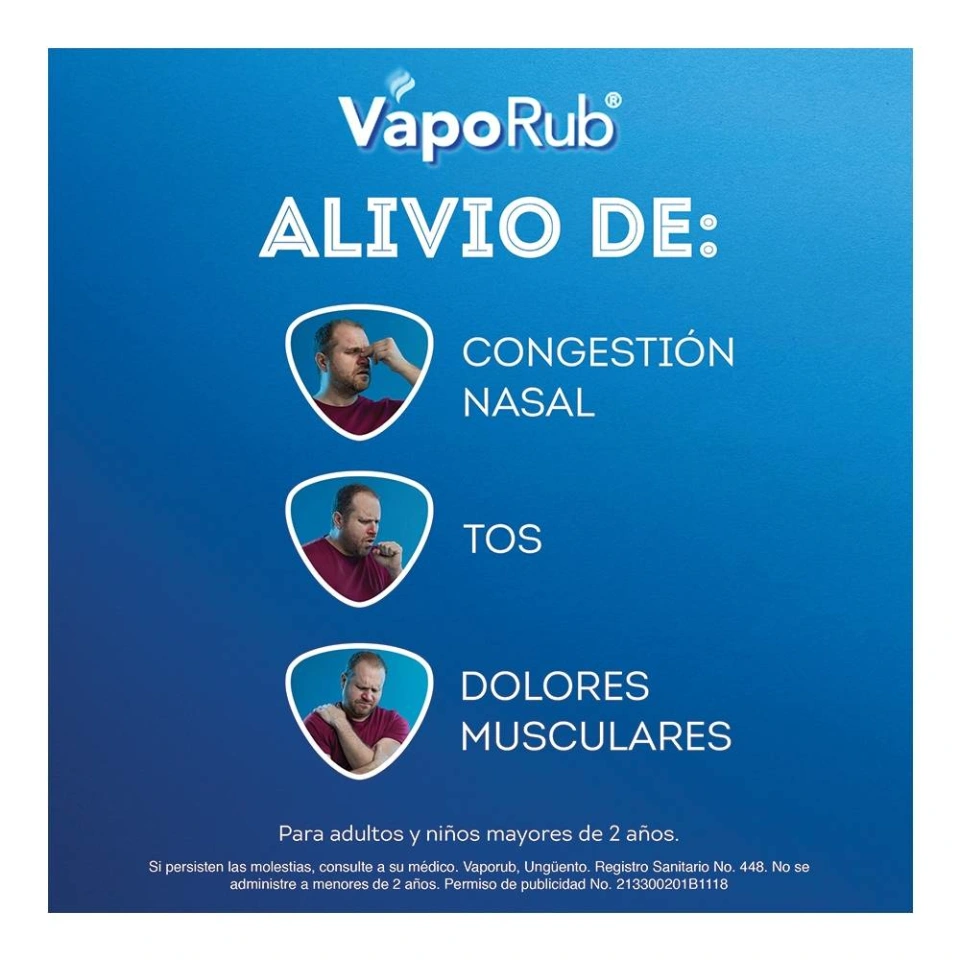 VapoRub®
ALIVIO DE:
CONGESTIÓN
NASAL
TOS
DOLORES
MUSCULARES
Para adultos y niños mayores de 2 años.
Si persisten las molestias, consulte a su médico. Vaporub, Ungüento. Registro Sanitario No. 448. No se
administre a menores de 2 años. Permiso de publicidad No. 213300201B1118